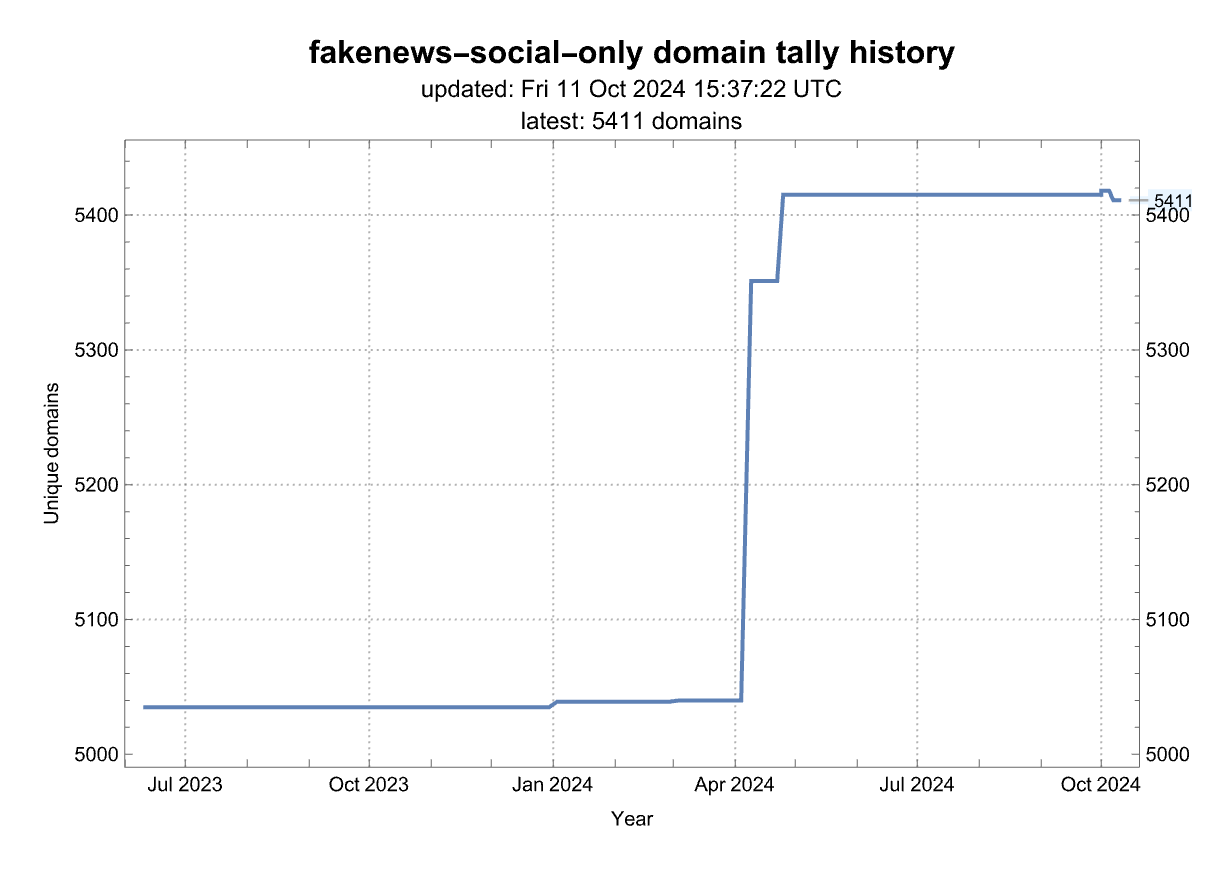 fakenews–social–only domain tally history
updated: Fri 11 Oct 2024 15:37:22 UTC
latest: 5411 domains
5411
5400
5400
5300
5300
5200
5200
5100
5100
5000
5000
Unique domains
Jul 2023
Oct 2023
Jan 2024
Apr 2024
Jul 2024
Oct 2024
Year